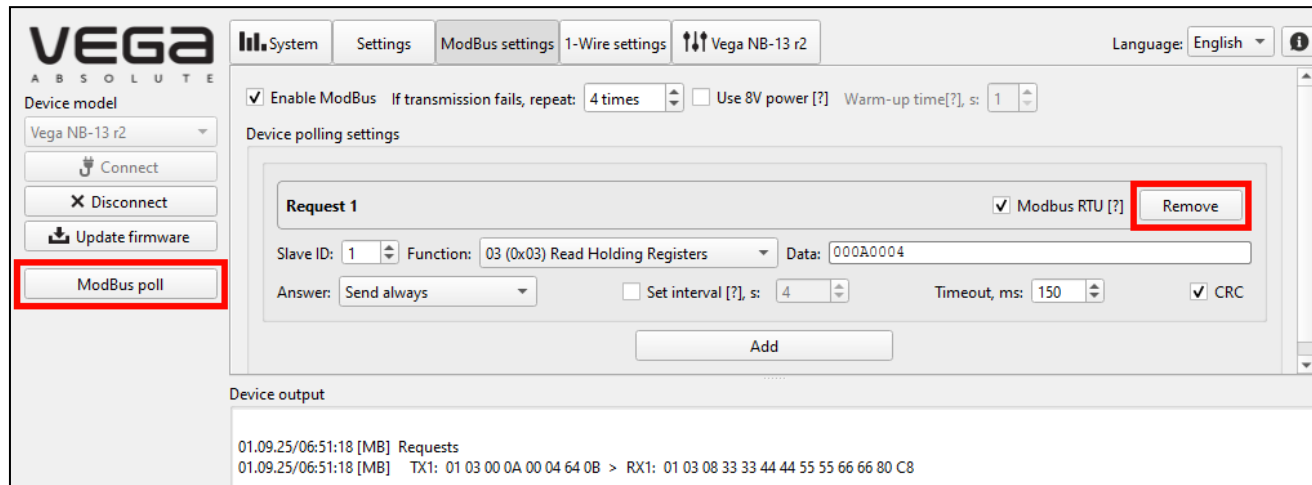 VEGA
ABSOLUTE
System Settings ModBus settings 1-Wire settings Vega NB-13 r2 Language: English
Device model
Vega NB-13 r2
Connect
Disconnect
Update firmware
ModBus poll
Enable ModBus If transmission fails, repeat: 4 times Use 8V power [?] Warm-up time[?], s: 1
Device polling settings
Request 1 Modbus RTU [?] Remove
Slave ID: 1 Function: 03 (0x03) Read Holding Registers Data: 000A0004
Answer: Send always Set interval [?], s: 4 Timeout, ms: 150 CRC
Add
Device output
01.09.25/06:51:18 [MB] Requests
01.09.25/06:51:18 [MB] TX1: 01 03 00 0A 00 04 64 0B > RX1: 01 03 08 33 33 44 44 55 55 66 66 80 C8